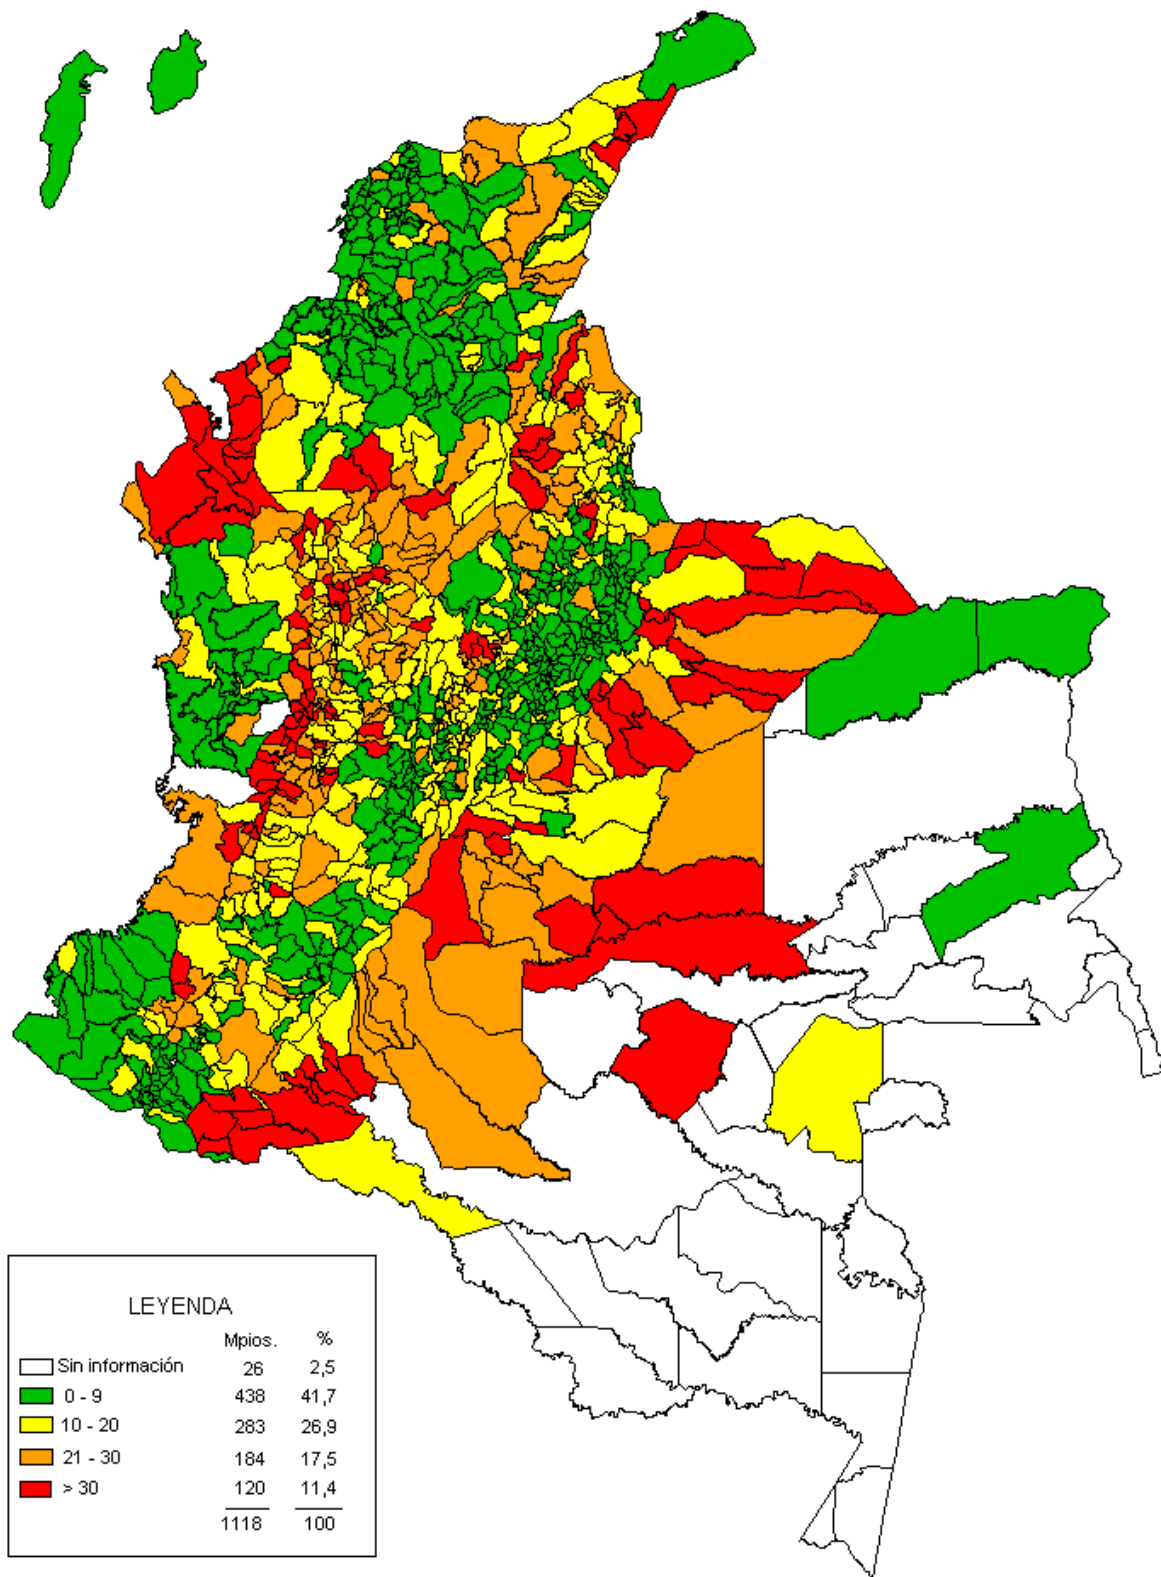 LEYENDA
Mpios. %
Sin información 26 2,5
0 - 9 438 41,7
10 - 20 283 26,9
21 - 30 184 17,5
> 30 120 11,4
1118 100